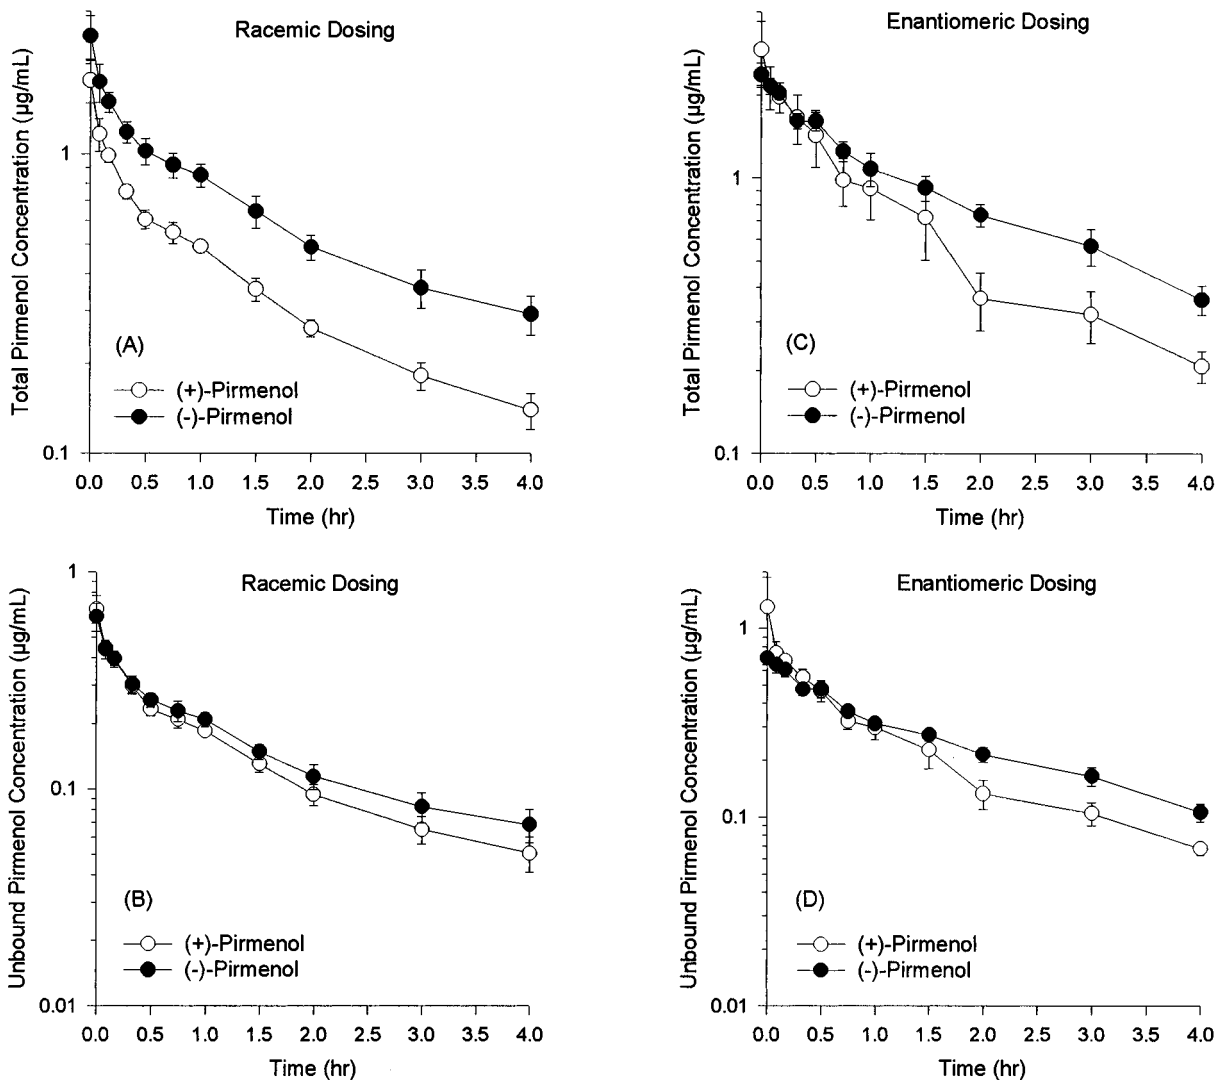 Racemic Dosing
Total Pirmenol Concentration (µg/mL)
1
0.1
(A)
(+)-Pirmenol
(-)-Pirmenol
0.0 0.5 1.0 1.5 2.0 2.5 3.0 3.5 4.0
Time (hr)
Enantiomeric Dosing
Total Pirmenol Concentration (µg/mL)
1
0.1
(C)
(+)-Pirmenol
(-)-Pirmenol
0.0 0.5 1.0 1.5 2.0 2.5 3.0 3.5 4.0
Time (hr)
Racemic Dosing
Unbound Pirmenol Concentration (µg/mL)
1
0.1
0.01
(B)
(+)-Pirmenol
(-)-Pirmenol
0.0 0.5 1.0 1.5 2.0 2.5 3.0 3.5 4.0
Time (hr)
Enantiomeric Dosing
Unbound Pirmenol Concentration (µg/mL)
1
0.1
0.01
(D)
(+)-Pirmenol
(-)-Pirmenol
0.0 0.5 1.0 1.5 2.0 2.5 3.0 3.5 4.0
Time (hr)